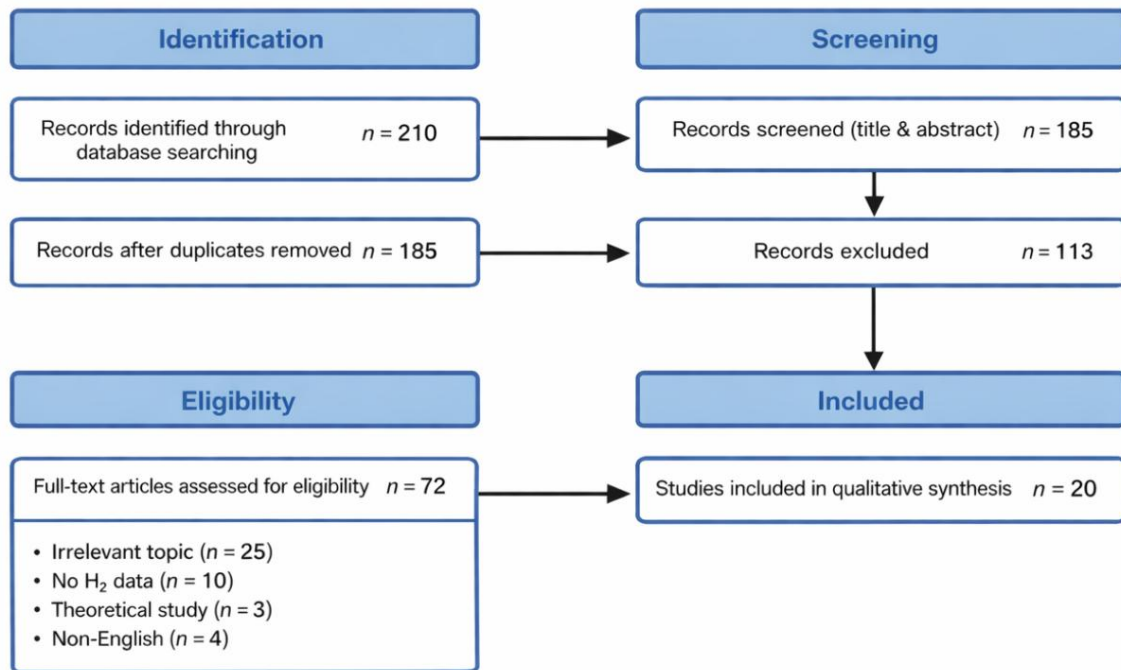 Identification
Records identified through
database searching
n = 210
Records after duplicates removed n = 185
Screening
Records screened (title & abstract) n = 185
Records excluded n = 113
Eligibility
Full-text articles assessed for eligibility n = 72
• Irrelevant topic (n = 25)
• No H₂ data (n = 10)
• Theoretical study (n = 3)
• Non-English (n = 4)
Included
Studies included in qualitative synthesis n = 20